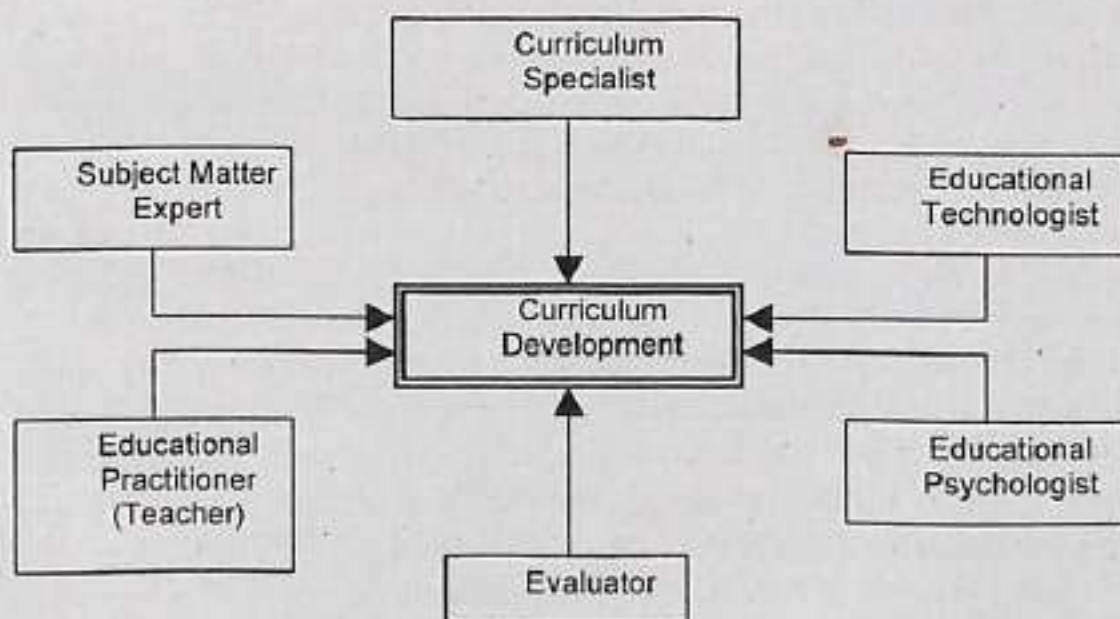 Curriculum
Specialist
Subject Matter
Expert
Educational
Technologist
Curriculum
Development
Educational
Practitioner
(Teacher)
Educational
Psychologist
Evaluator